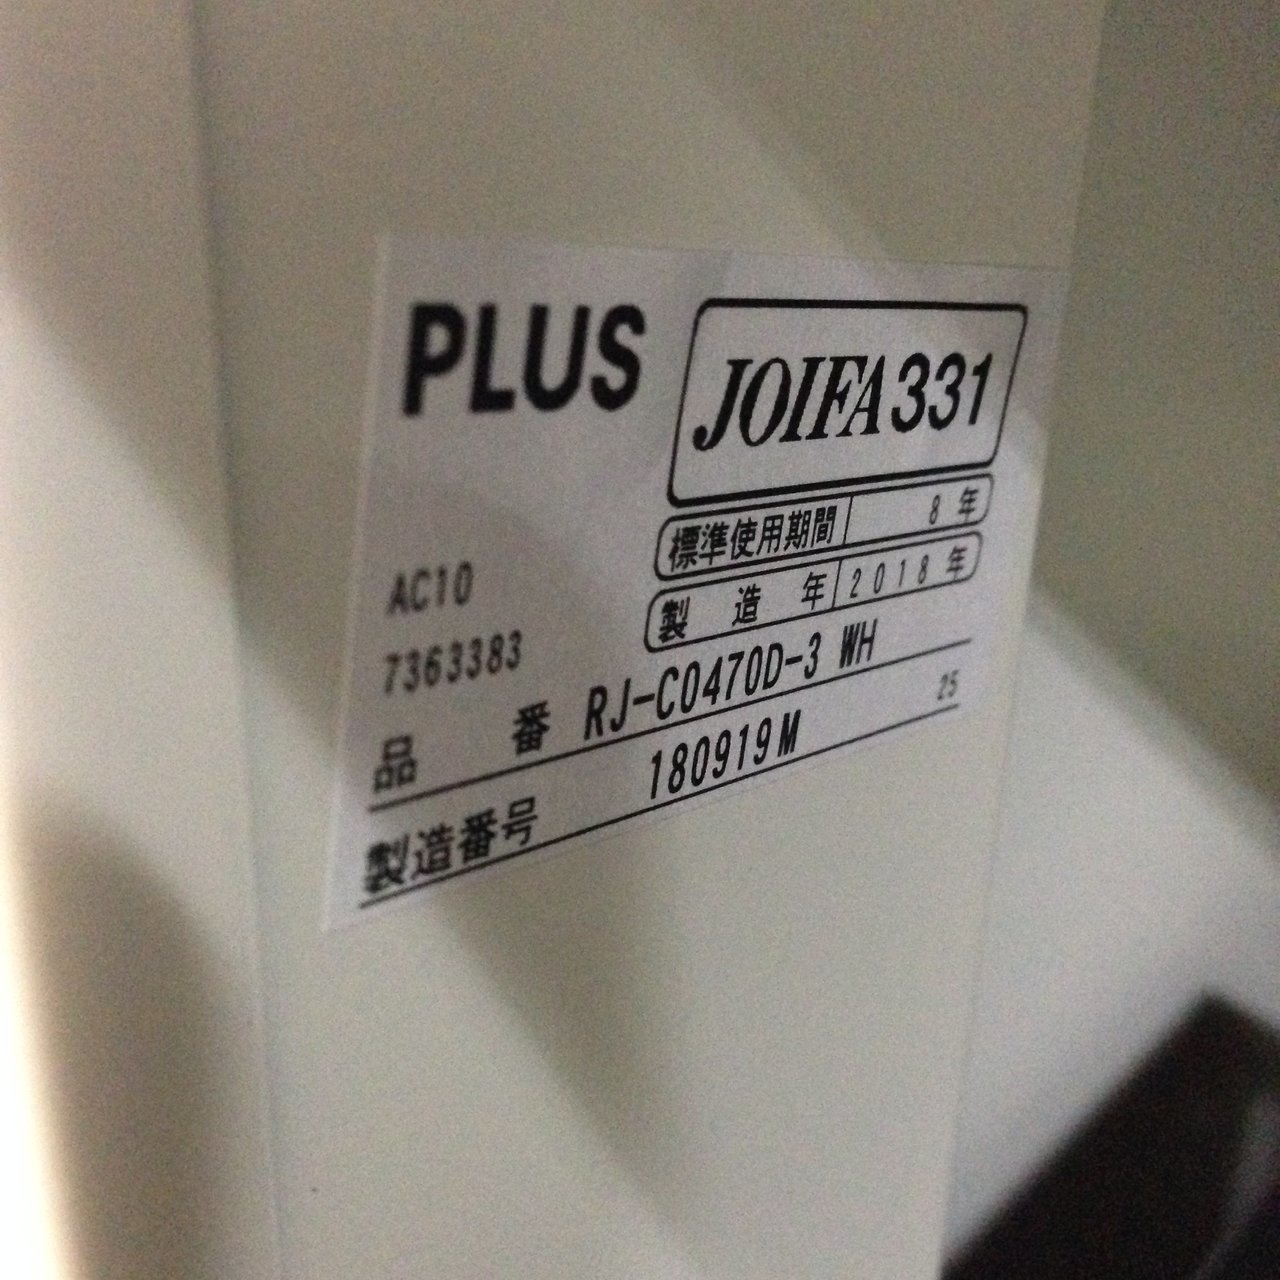 PLUS
JOIFA331
標準使用期間 8年
製造年 2018年
AC10
7363383
品番 RJ-C0470D-3 WH
25
製造番号 180919M